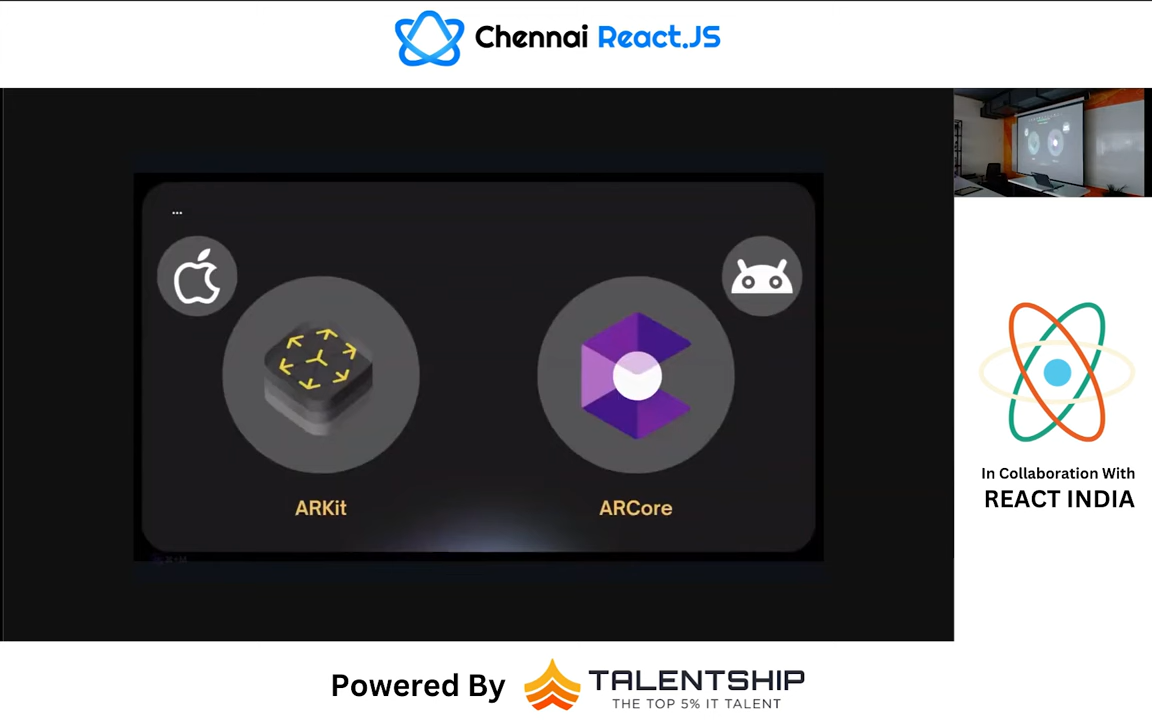 Chennai React.JS
...
ARKit
ARCore
In Collaboration With
REACT INDIA
Powered By
TALENTSHIP
THE TOP 5% IT TALENT